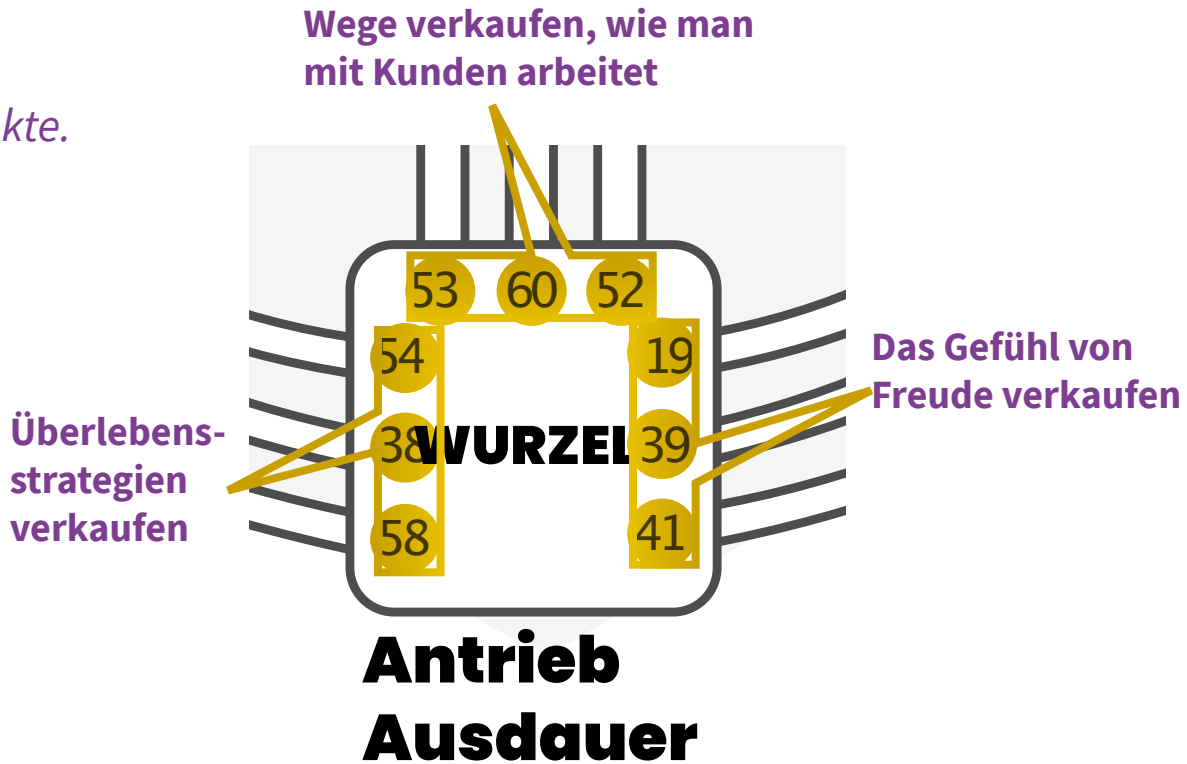 Wege verkaufen, wie man
mit Kunden arbeitet
kte.
53 60 52
54 19
Das Gefühl von
Freude verkaufen
Überlebens-
strategien
verkaufen
38 WURZEL 39
58 41
Antrieb
Ausdauer